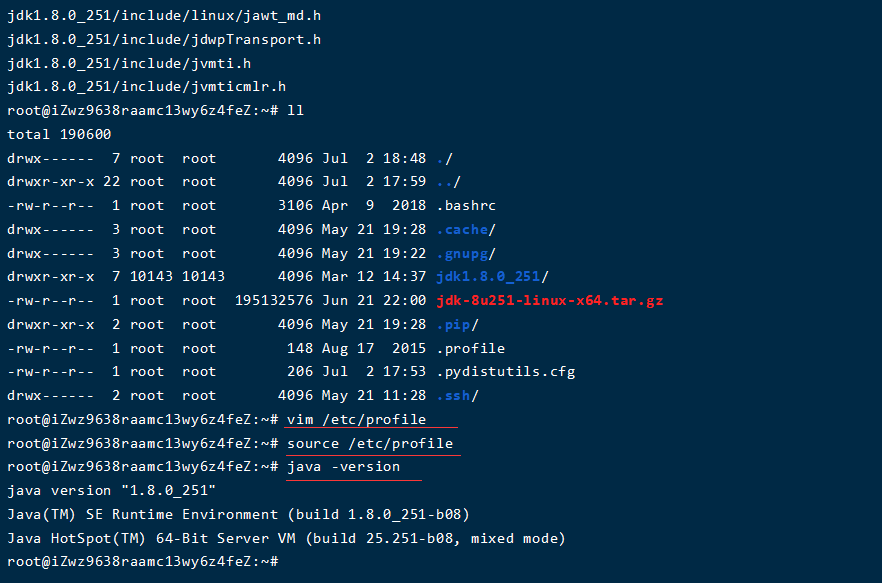 jdk1.8.0_251/include/linux/jawt_md.h
jdk1.8.0_251/include/jdwpTransport.h
jdk1.8.0_251/include/jvmti.h
jdk1.8.0_251/include/jvmticmlr.h
root@iZwz9638raamc13wy6z4feZ:~# ll
total 190600
drwx------  7 root  root       4096 Jul  2 18:48 ./
drwxr-xr-x 22 root  root       4096 Jul  2 17:59 ../
-rw-r--r--  1 root  root       3106 Apr  9  2018 .bashrc
drwx------  3 root  root       4096 May 21 19:28 .cache/
drwx------  3 root  root       4096 May 21 19:22 .gnupg/
drwxr-xr-x  7 10143 10143      4096 Mar 12 14:37 jdk1.8.0_251/
-rw-r--r--  1 root  root  195132576 Jun 21 22:00 jdk-8u251-linux-x64.tar.gz
drwxr-xr-x  2 root  root       4096 May 21 19:28 .pip/
-rw-r--r--  1 root  root        148 Aug 17  2015 .profile
-rw-r--r--  1 root  root        206 Jul  2 17:53 .pydistutils.cfg
drwx------  2 root  root       4096 May 21 11:28 .ssh/
root@iZwz9638raamc13wy6z4feZ:~# vim /etc/profile
root@iZwz9638raamc13wy6z4feZ:~# source /etc/profile
root@iZwz9638raamc13wy6z4feZ:~# java -version
java version "1.8.0_251"
Java(TM) SE Runtime Environment (build 1.8.0_251-b08)
Java HotSpot(TM) 64-Bit Server VM (build 25.251-b08, mixed mode)
root@iZwz9638raamc13wy6z4feZ:~#